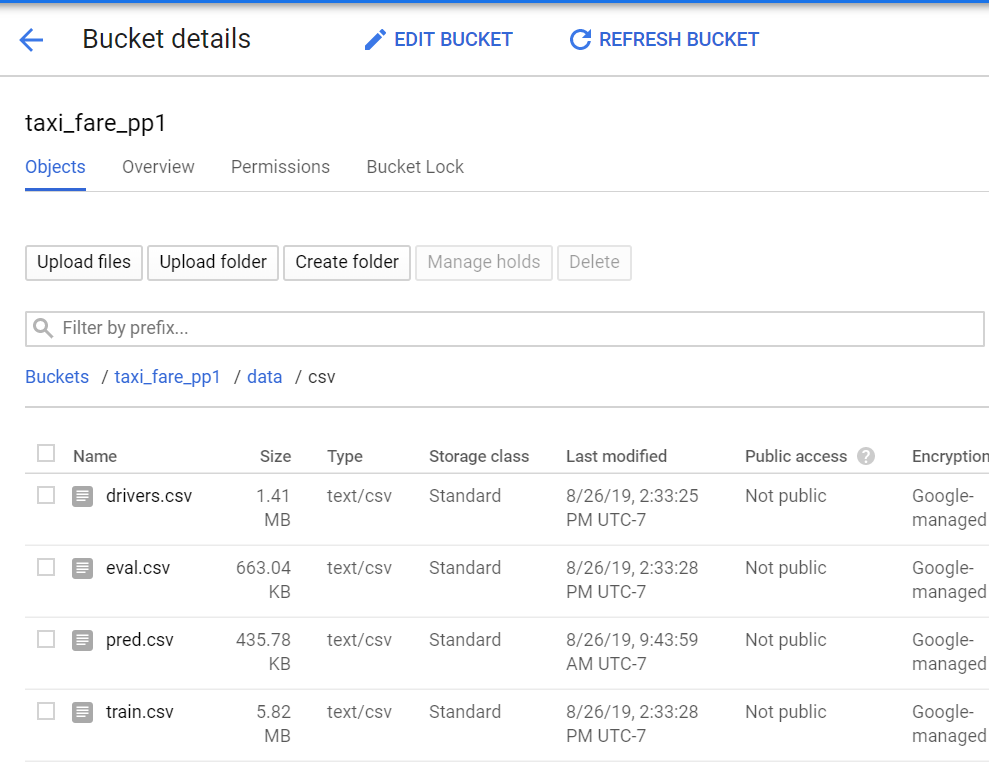 Bucket details EDIT BUCKET REFRESH BUCKET
taxi_fare_pp1
Objects Overview Permissions Bucket Lock
Upload files Upload folder Create folder Manage holds Delete
Filter by prefix...
Buckets / taxi_fare_pp1 / data / csv
Name Size Type Storage class Last modified Public access ? Encryption
drivers.csv 1.41 text/csv Standard 8/26/19, 2:33:25 Not public Google-
MB PM UTC-7 managed
eval.csv 663.04 text/csv Standard 8/26/19, 2:33:28 Not public Google-
KB PM UTC-7 managed
pred.csv 435.78 text/csv Standard 8/26/19, 9:43:59 Not public Google-
KB AM UTC-7 managed
train.csv 5.82 text/csv Standard 8/26/19, 2:33:28 Not public Google-
MB PM UTC-7 managed